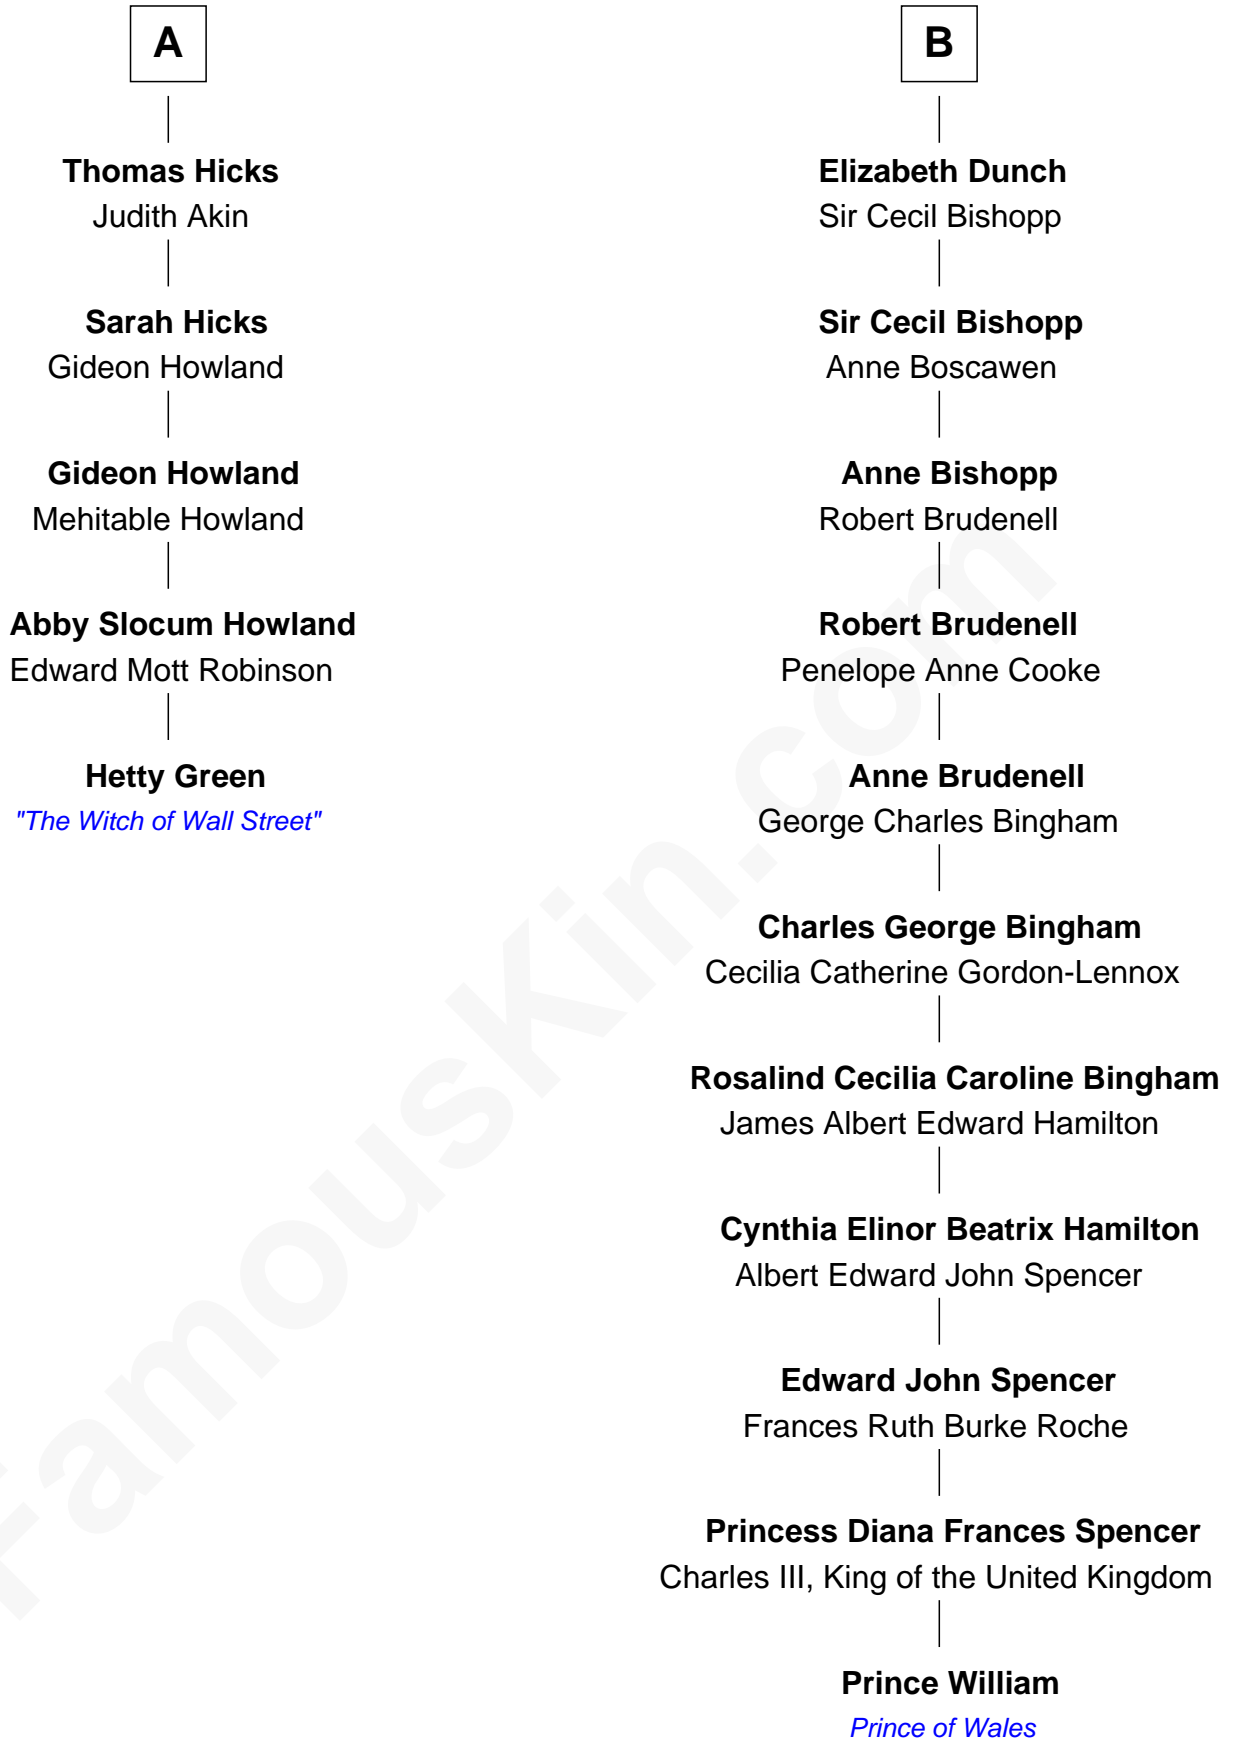 A
Thomas Hicks
Judith Akin
Sarah Hicks
Gideon Howland
Gideon Howland
Mehitable Howland
Abby Slocum Howland
Edward Mott Robinson
Hetty Green
"The Witch of Wall Street"
B
Elizabeth Dunch
Sir Cecil Bishopp
Sir Cecil Bishopp
Anne Boscawen
Anne Bishopp
Robert Brudenell
Robert Brudenell
Penelope Anne Cooke
Anne Brudenell
George Charles Bingham
Charles George Bingham
Cecilia Catherine Gordon-Lennox
Rosalind Cecilia Caroline Bingham
James Albert Edward Hamilton
Cynthia Elinor Beatrix Hamilton
Albert Edward John Spencer
Edward John Spencer
Frances Ruth Burke Roche
Princess Diana Frances Spencer
Charles III, King of the United Kingdom
Prince William
Prince of Wales
FamousKin.com